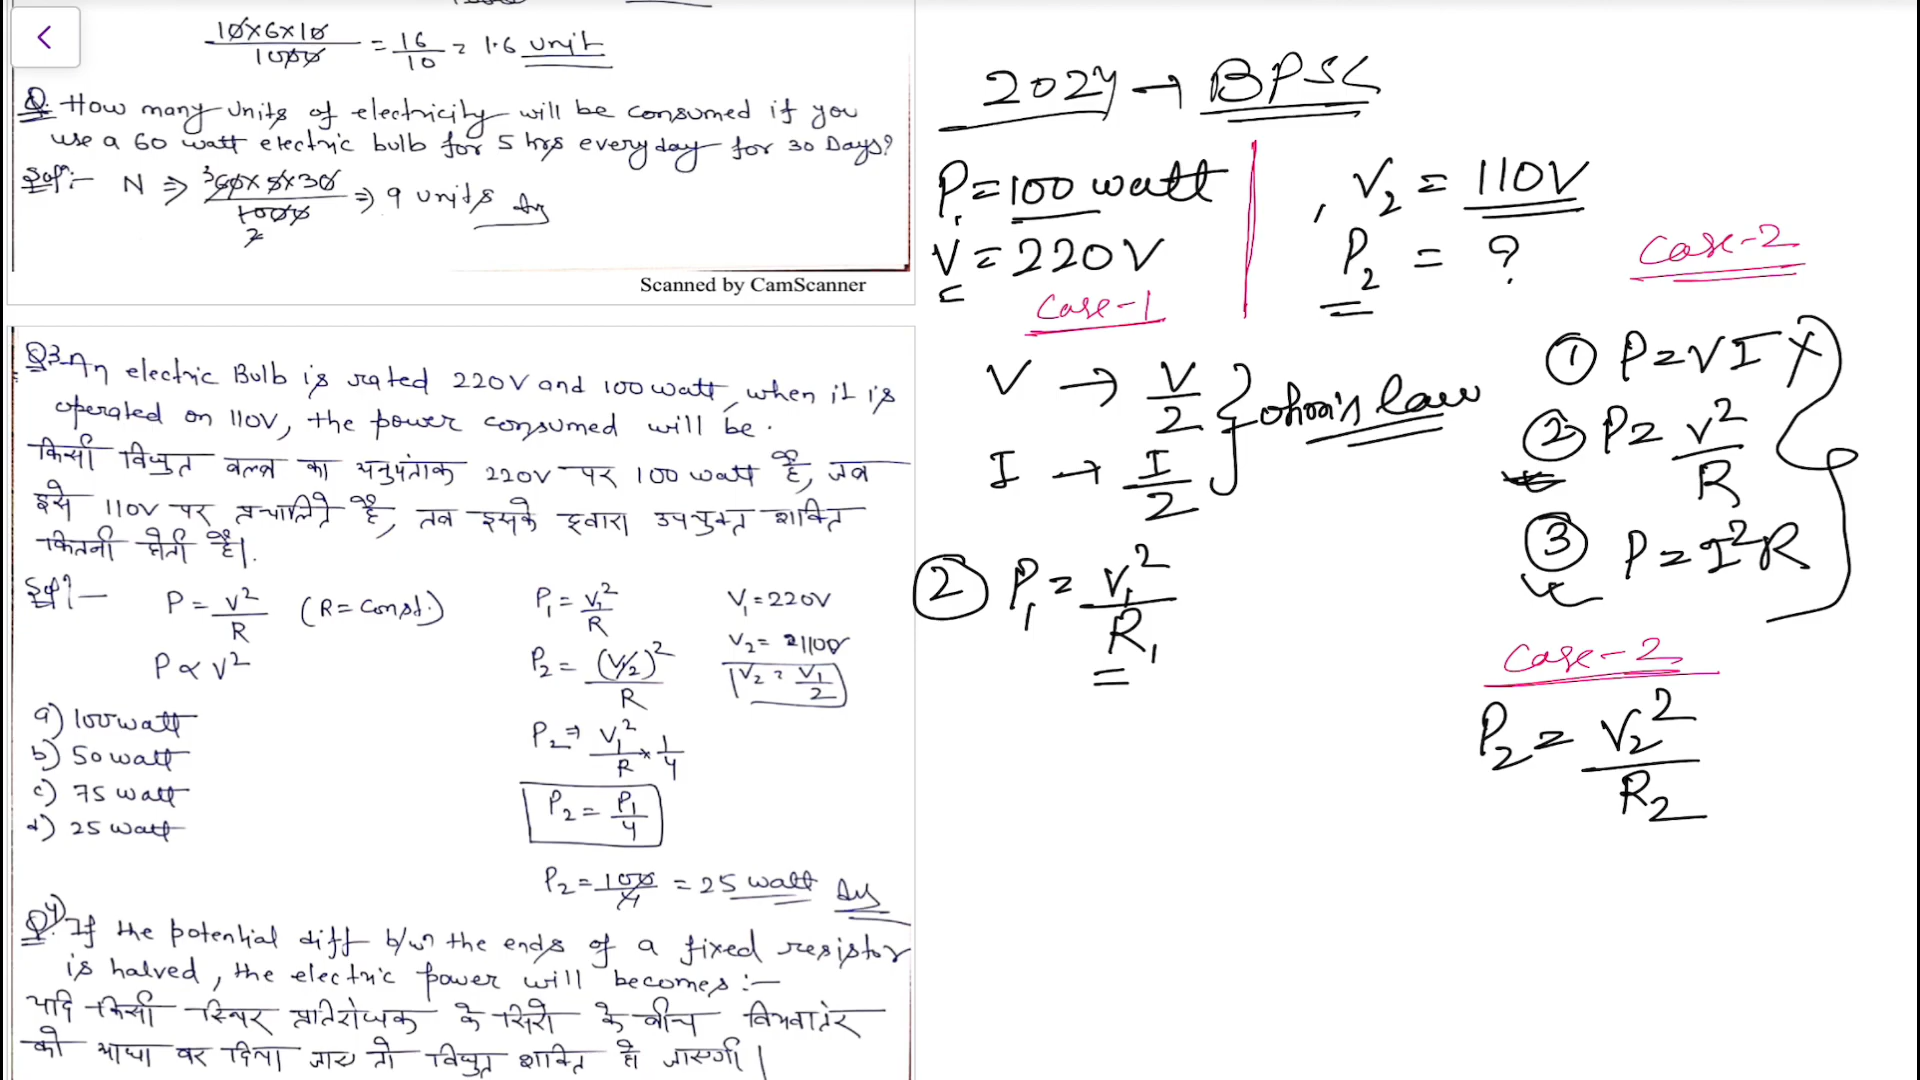 10×6×10
1000
= 16/10 = 1.6 unit
Q. How many units of electricity will be consumed if you
use a 60 watt electric bulb for 5 hrs everyday for 30 Days?
Solⁿ:- N ⇒ 60×5×30/1000 ⇒ 9 units Ans
Scanned by CamScanner
Q3. An electric Bulb is rated 220V and 100 watt, when it is
operated on 110V, the power consumed will be.
किसी विद्युत बल्ब का अनुमतांक 220V पर 100 watt है, जब
इसे 110V पर प्रचालित है, तब इसके द्वारा उपभुक्त शक्ति
कितनी होती है।
Solⁿ:- P = V²/R (R = Const.)
P ∝ V²
P₁ = V₁²/R
P₂ = (V/2)²/R
P₂ ⇒ V₁²/R × 1/4
P₂ = P₁/4
P₂ = 100/4 = 25 watt Ans
V₁ = 220V
V₂ = 110V
V₂ = V₁/2
a) 100 watt
b) 50 watt
c) 75 watt
d) 25 watt
Q4. If the potential diff b/w the ends of a fixed resistor
is halved, the electric power will becomes:-
यदि किसी स्थिर प्रतिरोधक के सिरों के बीच विभवांतर
को आधा कर दिया जाए तो विद्युत शक्ति हो जाएगी।
2024 → BPSC
P₁ = 100 watt
V = 220V
Case-1
, V₂ = 110V
P₂ = ?
Case-2
V → V/2
I → I/2
ohm's law
① P = VI ×
② P = V²/R
③ P = I²R
② P₁ = V₁²/R₁
Case-2
P₂ = V₂²/R₂